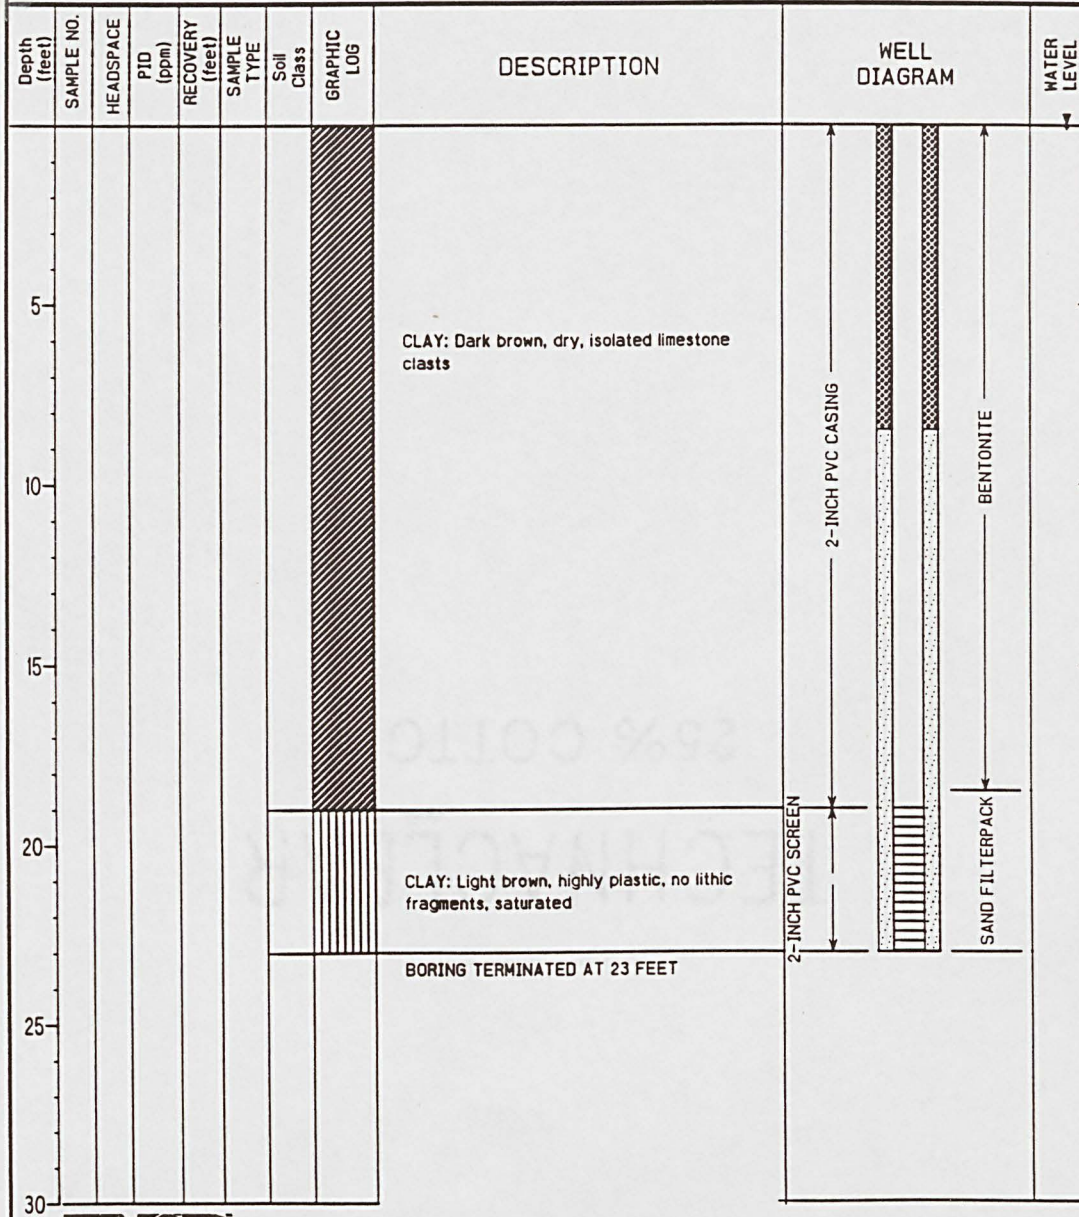 Depth (feet)
SAMPLE NO.
HEADSPACE
PID (ppm)
RECOVERY (feet)
SAMPLE TYPE
Soil Class
GRAPHIC LOG
DESCRIPTION
WELL
DIAGRAM
WATER LEVEL
5
CLAY: Dark brown, dry, isolated limestone
clasts
2-INCH PVC CASING
BENTONITE
10
15
20
2-INCH PVC SCREEN
SAND FILTERPACK
CLAY: Light brown, highly plastic, no lithic
fragments, saturated
BORING TERMINATED AT 23 FEET
25
30